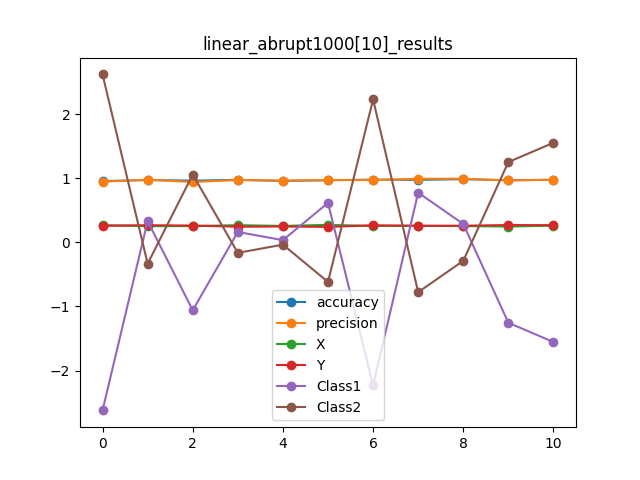 linear_abrupt1000[10]_results
2
1
0
−1
−2
accuracy
precision
X
Y
Class1
Class2
0 2 4 6 8 10